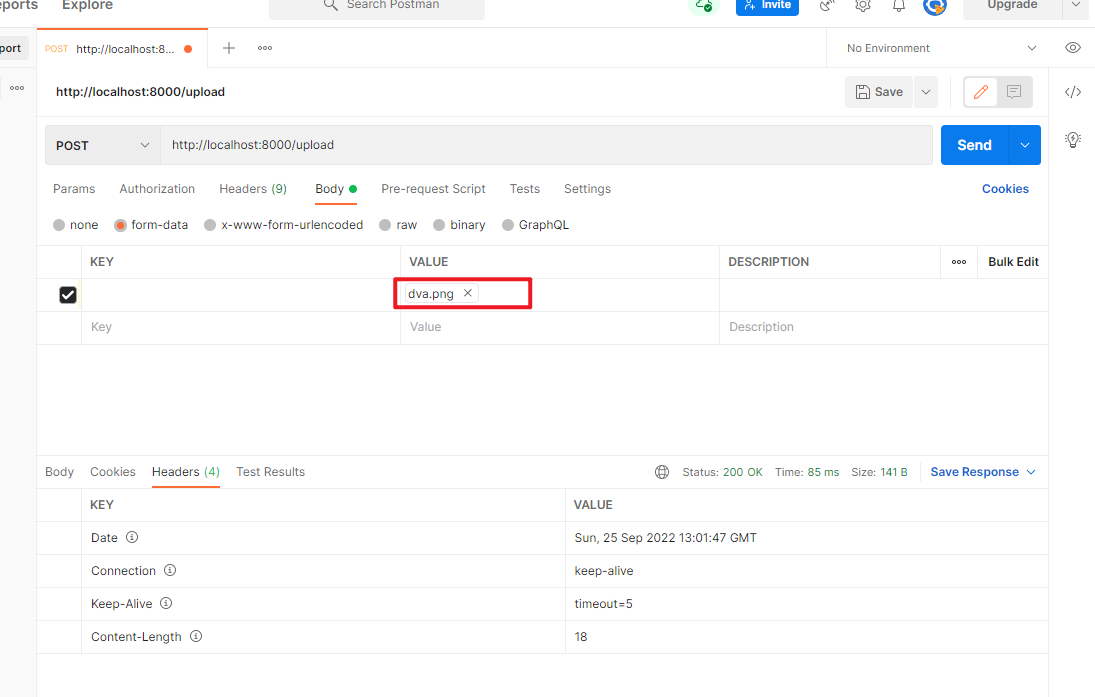 eports Explore Search Postman Invite Upgrade
port POST http://localhost:8... No Environment
http://localhost:8000/upload Save
POST http://localhost:8000/upload Send
Params Authorization Headers (9) Body Pre-request Script Tests Settings Cookies
none form-data x-www-form-urlencoded raw binary GraphQL
KEY VALUE DESCRIPTION Bulk Edit
dva.png
Key Value Description
Body Cookies Headers (4) Test Results Status: 200 OK Time: 85 ms Size: 141 B Save Response
KEY VALUE
Date Sun, 25 Sep 2022 13:01:47 GMT
Connection keep-alive
Keep-Alive timeout=5
Content-Length 18